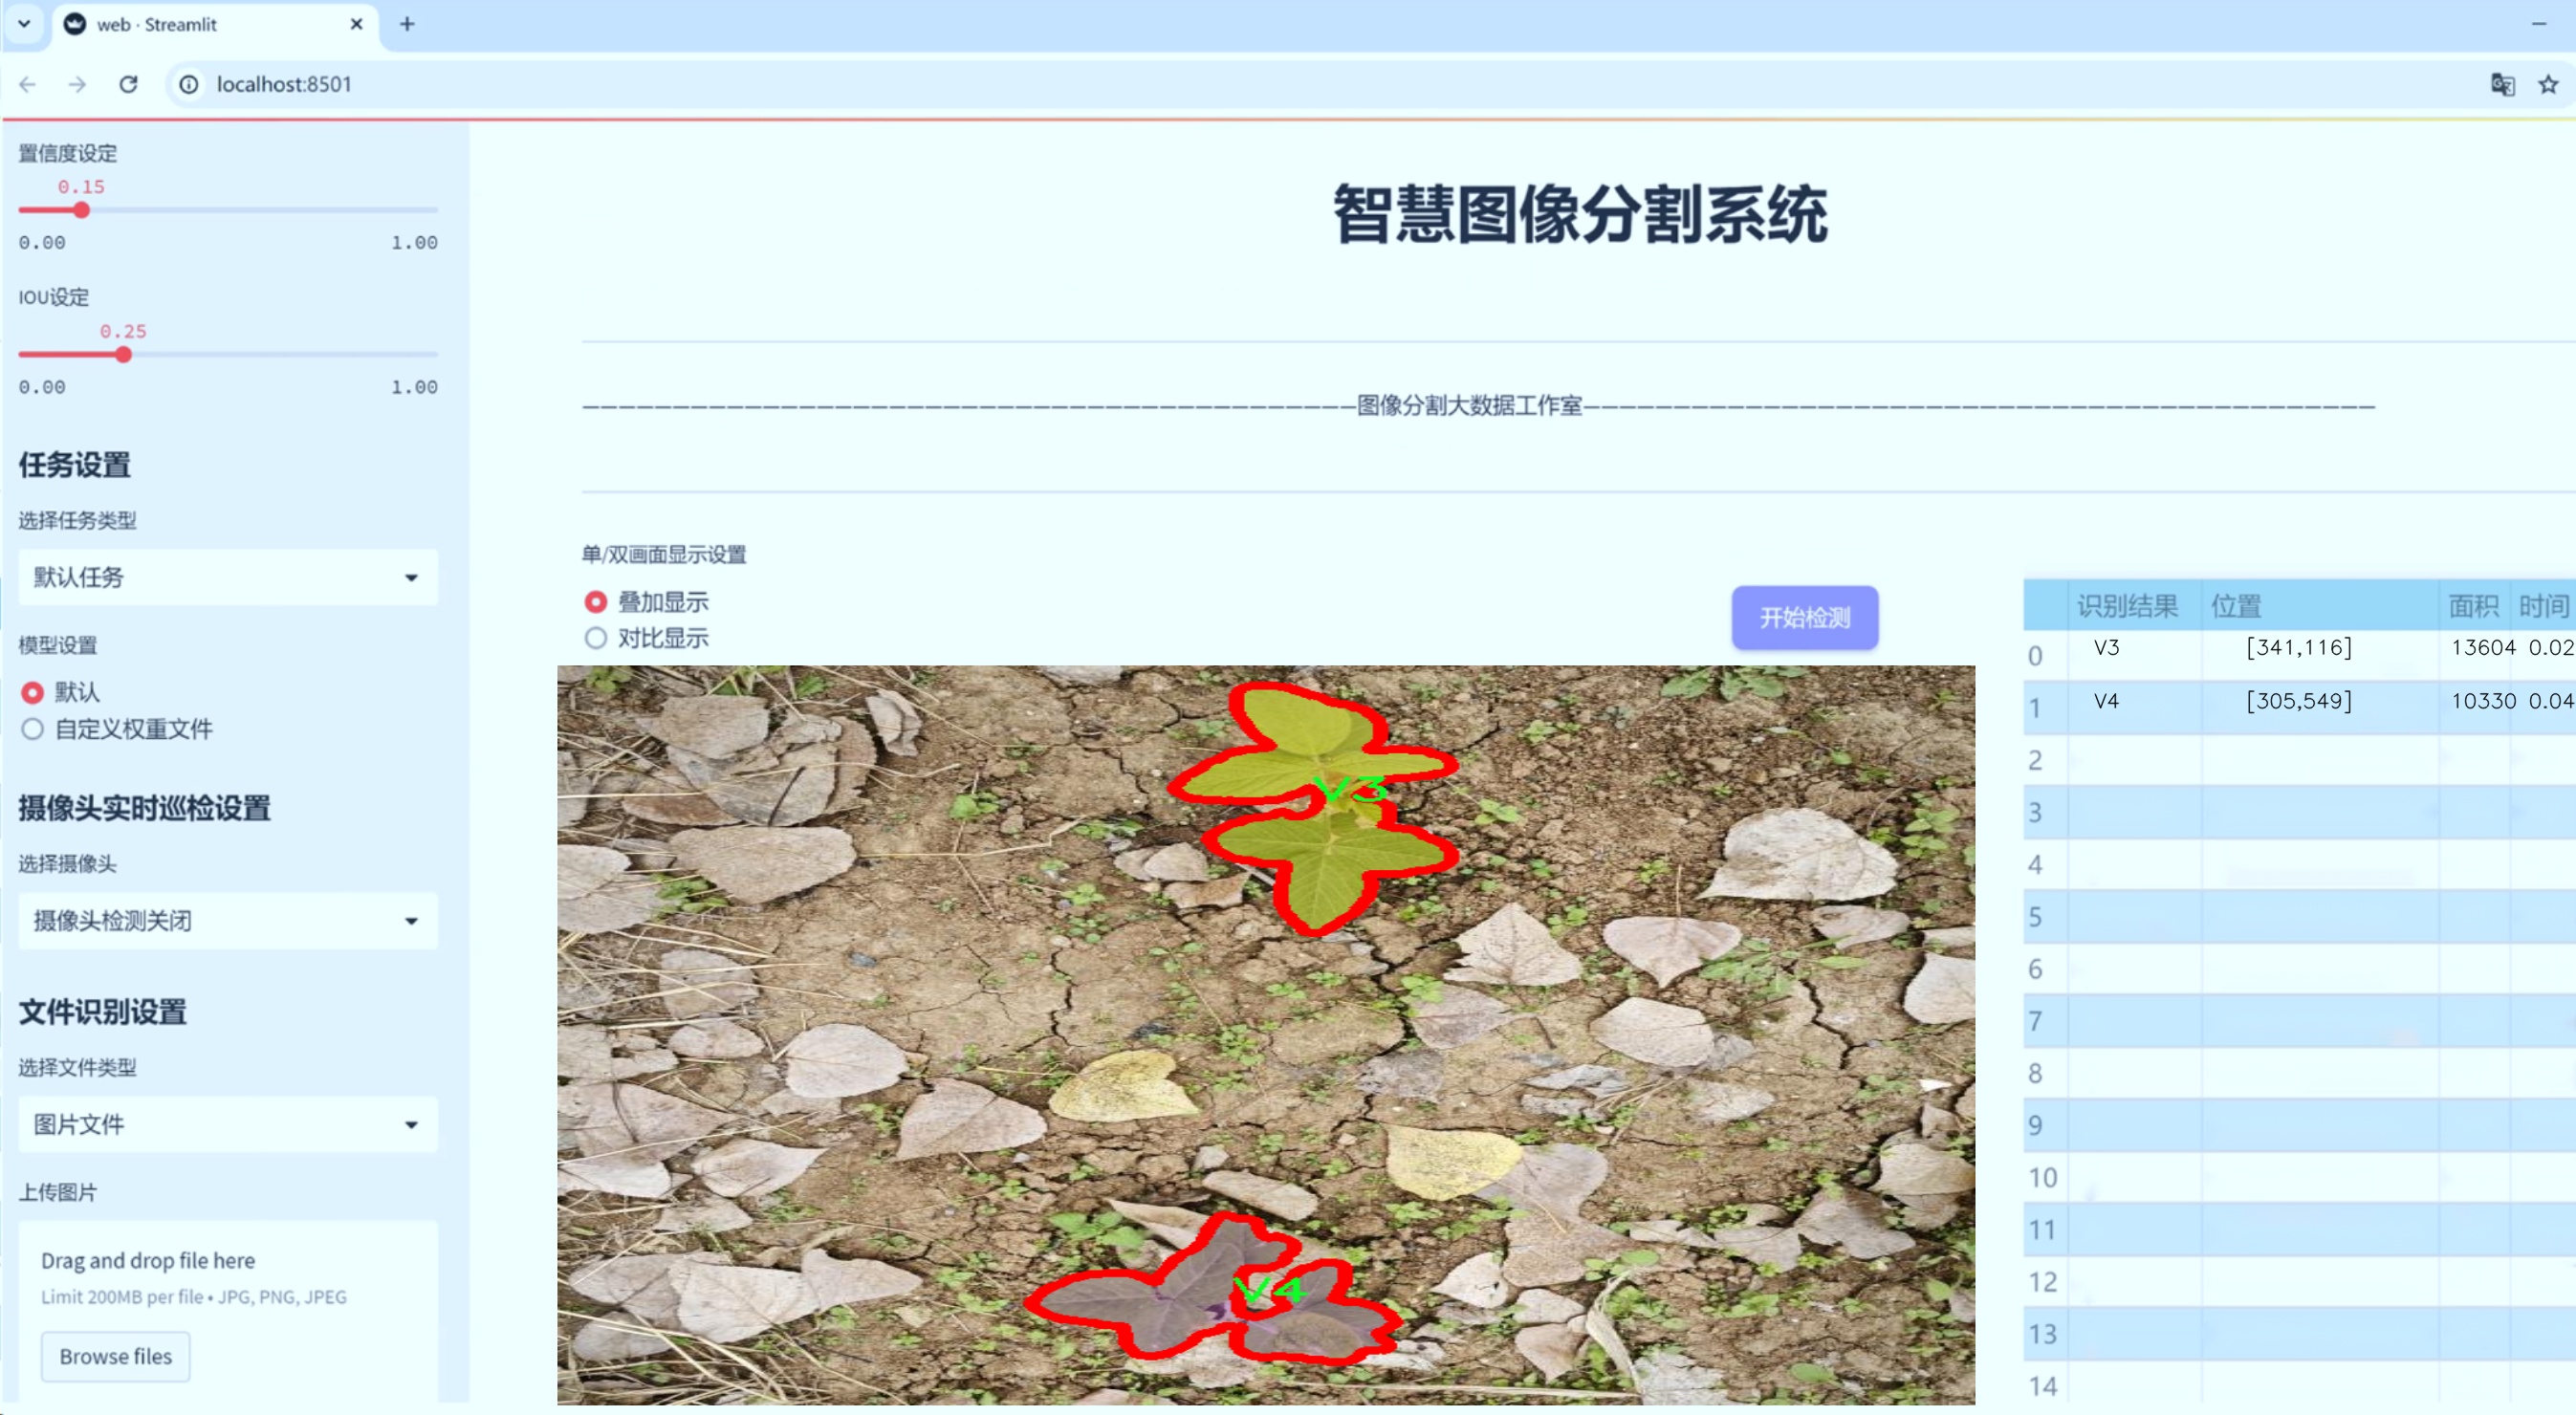 web · Streamlit
localhost:8501
置信度设定
0.15
0.00 1.00
IOU设定
0.25
0.00 1.00
任务设置
选择任务类型
默认任务
模型设置
默认
自定义权重文件
摄像头实时巡检设置
选择摄像头
摄像头检测关闭
文件识别设置
选择文件类型
图片文件
上传图片
Drag and drop file here
Limit 200MB per file • JPG, PNG, JPEG
Browse files
智慧图像分割系统
图像分割大数据工作室
单/双画面显示设置
叠加显示
对比显示
开始检测
V3
V4
识别结果 位置 面积 时间
0 V3 [341,116] 13604 0.02
1 V4 [305,549] 10330 0.04
2
3
4
5
6
7
8
9
10
11
12
13
14